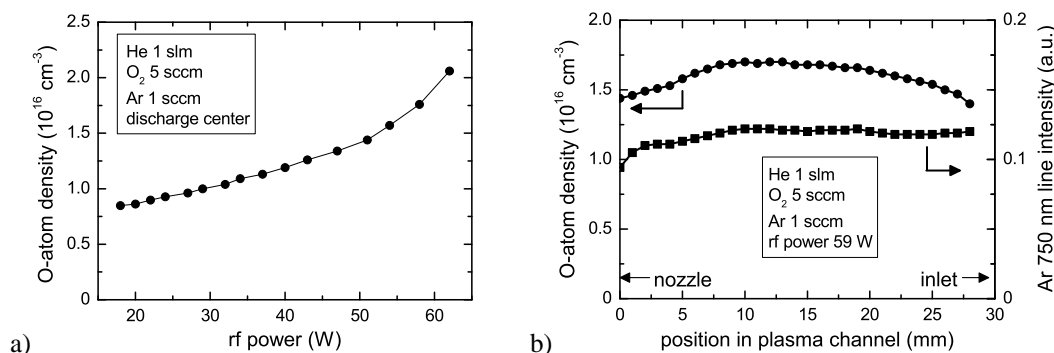 2.5
2.0
1.5
1.0
0.5
0.0
O-atom density (10^16 cm^-3)
He 1 slm
O2 5 sccm
Ar 1 sccm
discharge center
20 30 40 50 60
rf power (W)
a)
2.0
1.5
1.0
0.5
0
O-atom density (10^16 cm^-3)
0.2
0.1
0
Ar 750 nm line intensity (a.u.)
He 1 slm
O2 5 sccm
Ar 1 sccm
rf power 59 W
nozzle inlet
0 5 10 15 20 25 30
position in plasma channel (mm)
b)